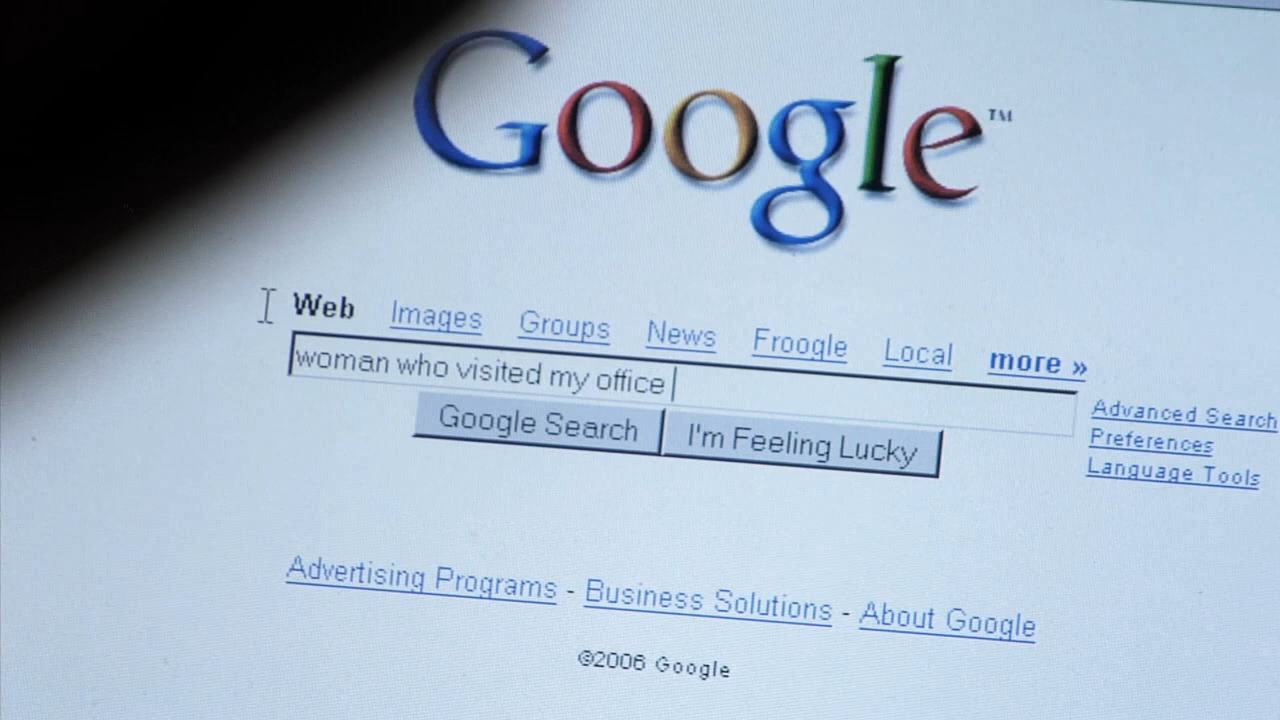 Google™
Web Images Groups News Froogle Local more »
woman who visited my office
Advanced Search
Preferences
Language Tools
Google Search I'm Feeling Lucky
Advertising Programs - Business Solutions - About Google
©2006 Google